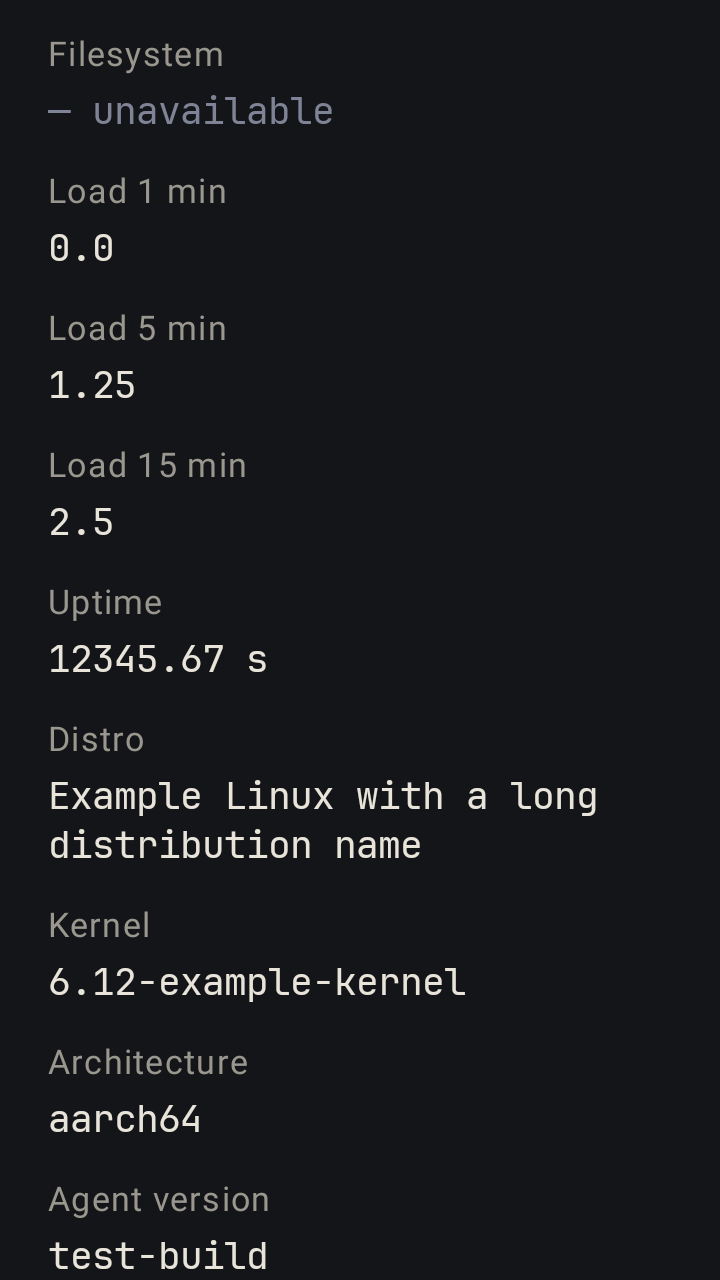 Filesystem
— unavailable
Load 1 min
0.0
Load 5 min
1.25
Load 15 min
2.5
Uptime
12345.67 s
Distro
Example Linux with a long
distribution name
Kernel
6.12-example-kernel
Architecture
aarch64
Agent version
test-build